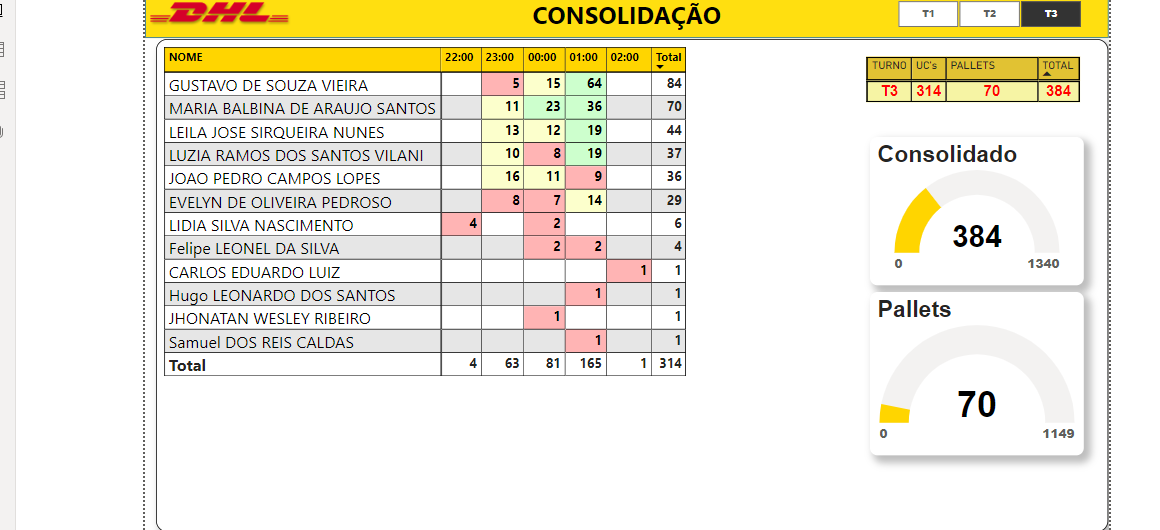 DHL
CONSOLIDAÇÃO
T1 T2 T3
NOME 22:00 23:00 00:00 01:00 02:00 Total
GUSTAVO DE SOUZA VIEIRA 5 15 64 84
MARIA BALBINA DE ARAUJO SANTOS 11 23 36 70
LEILA JOSE SIRQUEIRA NUNES 13 12 19 44
LUZIA RAMOS DOS SANTOS VILANI 10 8 19 37
JOAO PEDRO CAMPOS LOPES 16 11 9 36
EVELYN DE OLIVEIRA PEDROSO 8 7 14 29
LIDIA SILVA NASCIMENTO 4 2 6
Felipe LEONEL DA SILVA 2 2 4
CARLOS EDUARDO LUIZ 1 1
Hugo LEONARDO DOS SANTOS 1 1
JHONATAN WESLEY RIBEIRO 1 1
Samuel DOS REIS CALDAS 1 1
Total 4 63 81 165 1 314
TURNO UC's PALLETS TOTAL
T3 314 70 384
Consolidado
384
0 1340
Pallets
70
0 1149